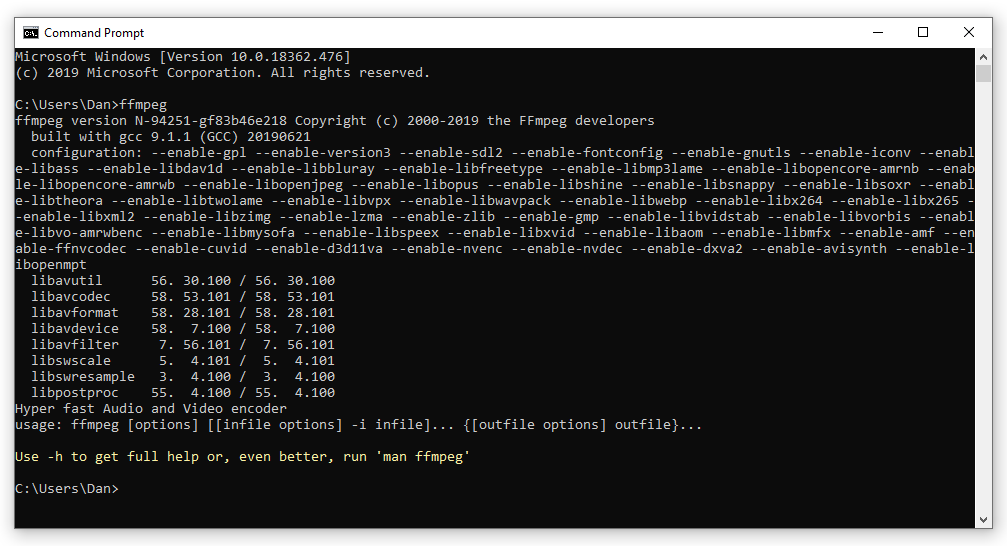 Command Prompt
Microsoft Windows [Version 10.0.18362.476]
(c) 2019 Microsoft Corporation. All rights reserved.
C:\Users\Dan>ffmpeg
ffmpeg version N-94251-gf83b46e218 Copyright (c) 2000-2019 the FFmpeg developers
  built with gcc 9.1.1 (GCC) 20190621
  configuration: --enable-gpl --enable-version3 --enable-sdl2 --enable-fontconfig --enable-gnutls --enable-iconv --enabl
e-libass --enable-libdav1d --enable-libbluray --enable-libfreetype --enable-libmp3lame --enable-libopencore-amrnb --enab
le-libopencore-amrwb --enable-libopenjpeg --enable-libopus --enable-libshine --enable-libsnappy --enable-libsoxr --enabl
e-libtheora --enable-libtwolame --enable-libvpx --enable-libwavpack --enable-libwebp --enable-libx264 --enable-libx265 -
-enable-libxml2 --enable-libzimg --enable-lzma --enable-zlib --enable-gmp --enable-libvidstab --enable-libvorbis --enabl
e-libvo-amrwbenc --enable-libmysofa --enable-libspeex --enable-libxvid --enable-libaom --enable-libmfx --enable-amf --en
able-ffnvcodec --enable-cuvid --enable-d3d11va --enable-nvenc --enable-nvdec --enable-dxva2 --enable-avisynth --enable-l
ibopenmpt
  libavutil      56. 30.100 / 56. 30.100
  libavcodec     58. 53.101 / 58. 53.101
  libavformat    58. 28.101 / 58. 28.101
  libavdevice    58.  7.100 / 58.  7.100
  libavfilter     7. 56.101 /  7. 56.101
  libswscale      5.  4.101 /  5.  4.101
  libswresample   3.  4.100 /  3.  4.100
  libpostproc    55.  4.100 / 55.  4.100
Hyper fast Audio and Video encoder
usage: ffmpeg [options] [[infile options] -i infile]... {[outfile options] outfile}...
Use -h to get full help or, even better, run 'man ffmpeg'
C:\Users\Dan>